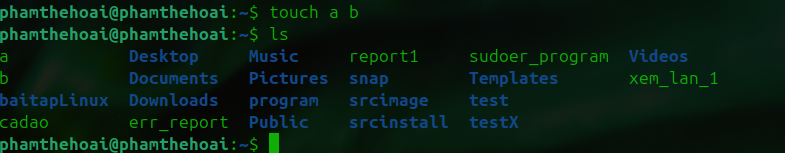 phamthehoai@phamthehoai:~$ touch a b
phamthehoai@phamthehoai:~$ ls
a Desktop Music report1 sudoer_program Videos
b Documents Pictures snap Templates xem_lan_1
baitapLinux Downloads program srcimage test
cadao err_report Public srcinstall testX
phamthehoai@phamthehoai:~$